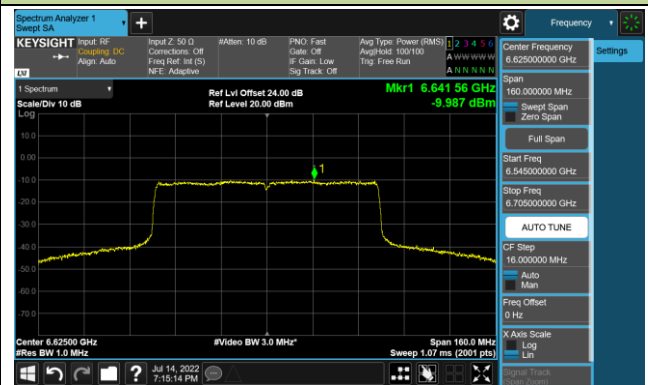 Spectrum Analyzer 1
Swept SA
Frequency
KEYSIGHT
Input: RF
Coupling: DC
Align: Auto
Input Z: 50 Ω
Corrections: Off
Freq Ref: Int (S)
NFE: Adaptive
#Atten: 10 dB
PNO: Fast
Gate: Off
IF Gain: Low
Sig Track: Off
Avg Type: Power (RMS)
Avg|Hold: 100/100
Trig: Free Run
1 2 3 4 5 6
A W W W W W
A N N N N N
LXI
1 Spectrum
Scale/Div 10 dB
Ref Lvl Offset 24.00 dB
Ref Level 20.00 dBm
Mkr1 6.641 56 GHz
-9.987 dBm
Log
10.0
0.00
-10.0
-20.0
-30.0
-40.0
-50.0
-60.0
-70.0
1
Center 6.62500 GHz
#Res BW 1.0 MHz
#Video BW 3.0 MHz*
Span 160.0 MHz
Sweep 1.07 ms (2001 pts)
Jul 14, 2022
7:15:14 PM
Center Frequency
6.625000000 GHz
Settings
Span
160.000000 MHz
Swept Span
Zero Span
Full Span
Start Freq
6.545000000 GHz
Stop Freq
6.705000000 GHz
AUTO TUNE
CF Step
16.000000 MHz
Auto
Man
Freq Offset
0 Hz
X Axis Scale
Log
Lin
Signal Track
(Span Zoom)